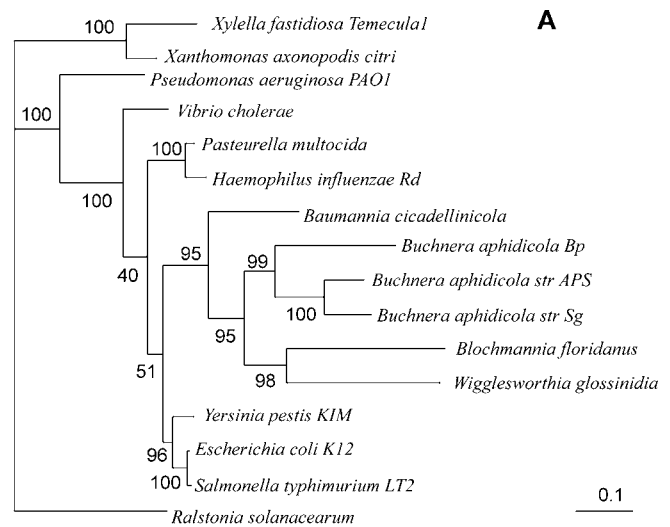 A
100
Xylella fastidiosa Temecula1
Xanthomonas axonopodis citri
Pseudomonas aeruginosa PAO1
100
Vibrio cholerae
100
Pasteurella multocida
Haemophilus influenzae Rd
100
Baumannia cicadellinicola
95
Buchnera aphidicola Bp
99
40
Buchnera aphidicola str APS
100
Buchnera aphidicola str Sg
95
Blochmannia floridanus
51
98
Wigglesworthia glossinidia
Yersinia pestis KIM
96
Escherichia coli K12
100
Salmonella typhimurium LT2
0.1
Ralstonia solanacearum